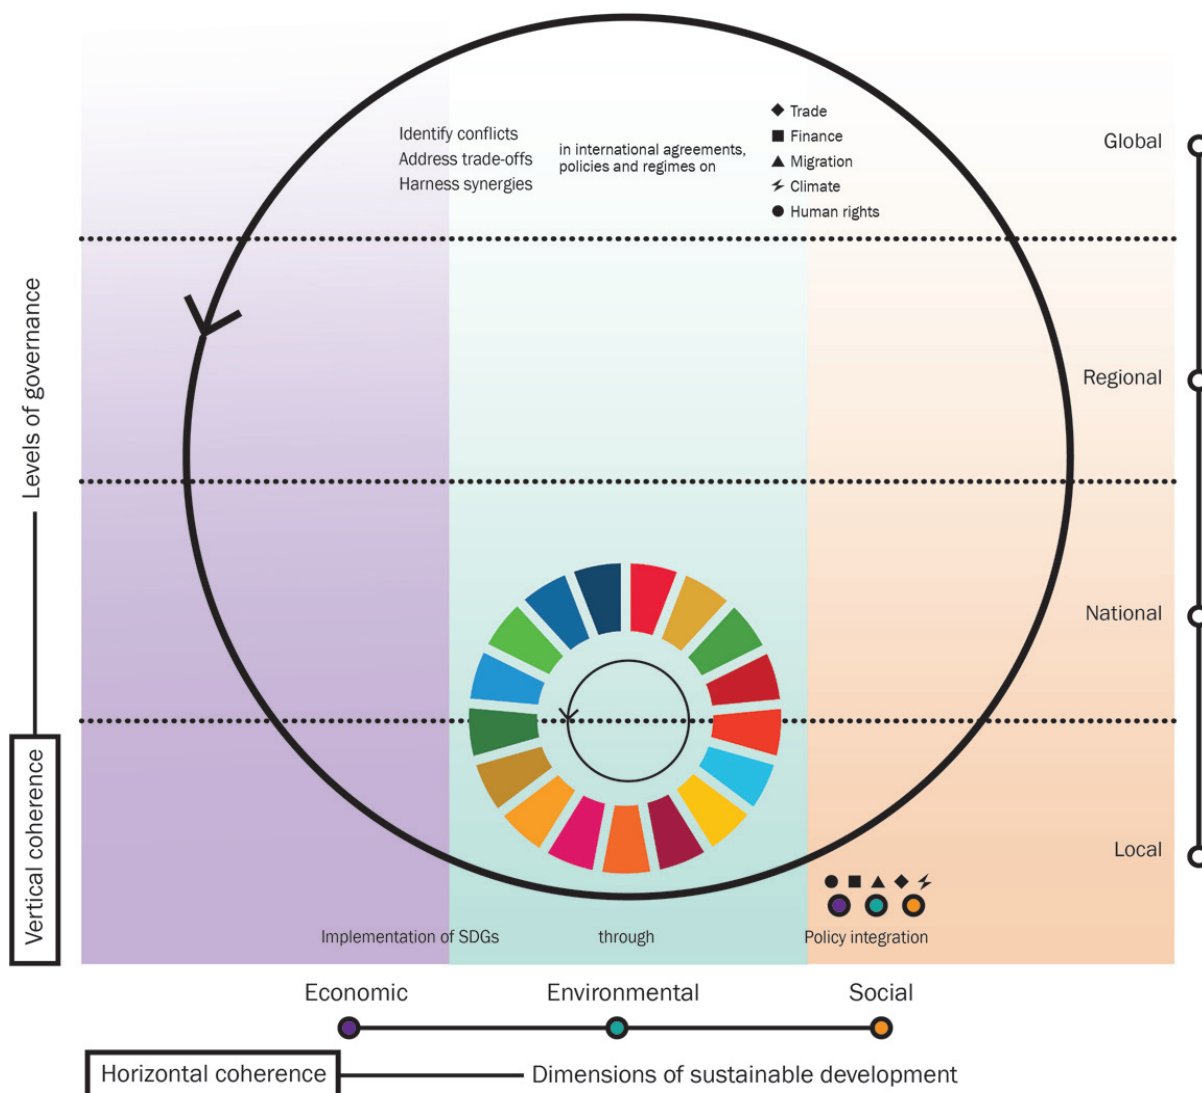 Identify conflicts
Address trade-offs
Harness synergies
in international agreements,
policies and regimes on
Trade
Finance
Migration
Climate
Human rights
Global
Regional
National
Local
Levels of governance
Vertical coherence
Implementation of SDGs
through
Policy integration
Economic
Environmental
Social
Horizontal coherence
Dimensions of sustainable development